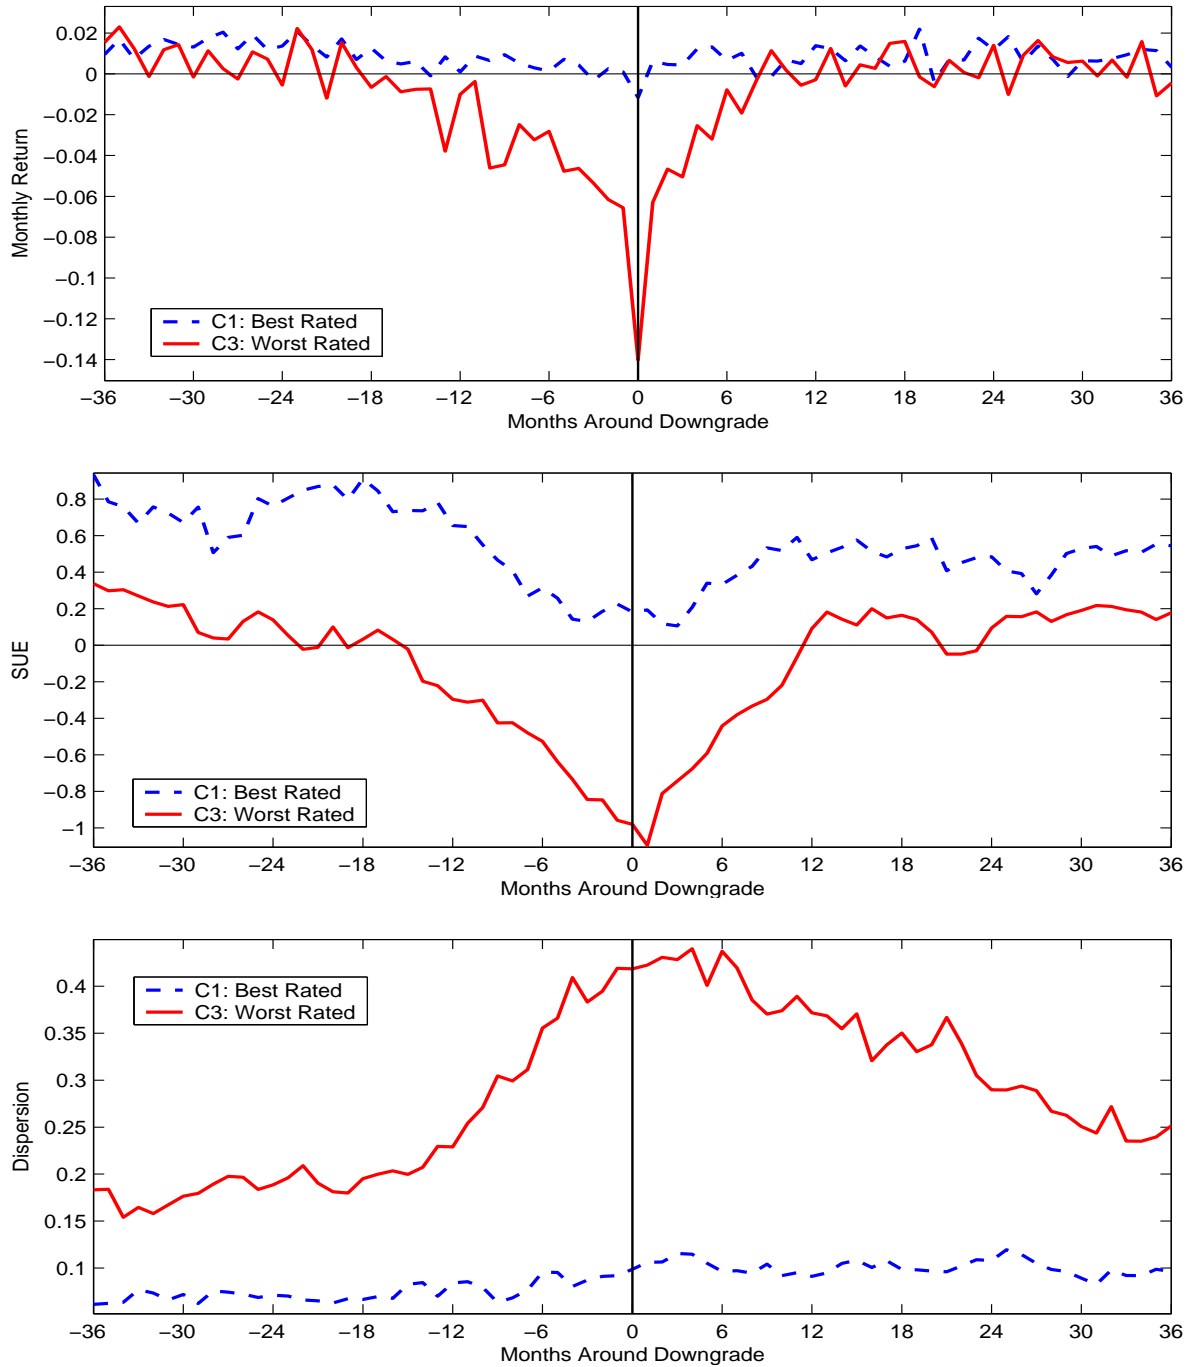 0.02
0
−0.02
−0.04
−0.06
−0.08
−0.1
−0.12
−0.14
Monthly Return
C1: Best Rated
C3: Worst Rated
−36 −30 −24 −18 −12 −6 0 6 12 18 24 30 36
Months Around Downgrade
0.8
0.6
0.4
0.2
0
−0.2
−0.4
−0.6
−0.8
−1
SUE
C1: Best Rated
C3: Worst Rated
−36 −30 −24 −18 −12 −6 0 6 12 18 24 30 36
Months Around Downgrade
0.4
0.35
0.3
0.25
0.2
0.15
0.1
Dispersion
C1: Best Rated
C3: Worst Rated
−36 −30 −24 −18 −12 −6 0 6 12 18 24 30 36
Months Around Downgrade